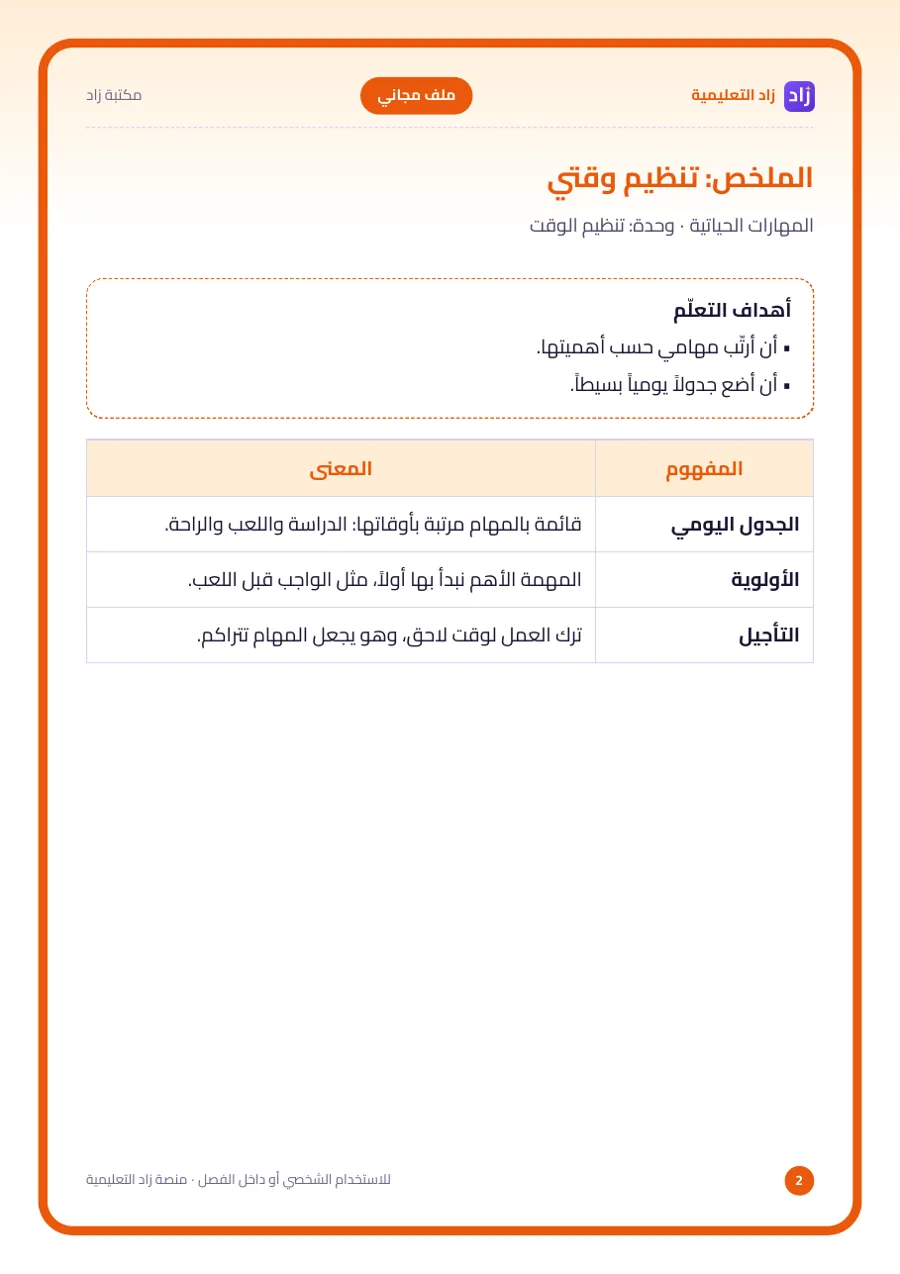 زاد
زاد التعليمية
ملف مجاني
مكتبة زاد
الملخص: تنظيم وقتي
المهارات الحياتية · وحدة: تنظيم الوقت
أهداف التعلّم
▪ أن أرتّب مهامي حسب أهميتها.
▪ أن أضع جدولاً يومياً بسيطاً.
المفهوم المعنى
الجدول اليومي قائمة بالمهام مرتبة بأوقاتها: الدراسة واللعب والراحة.
الأولوية المهمة الأهم نبدأ بها أولاً، مثل الواجب قبل اللعب.
التأجيل ترك العمل لوقت لاحق، وهو يجعل المهام تتراكم.
2 للاستخدام الشخصي أو داخل الفصل · منصة زاد التعليمية